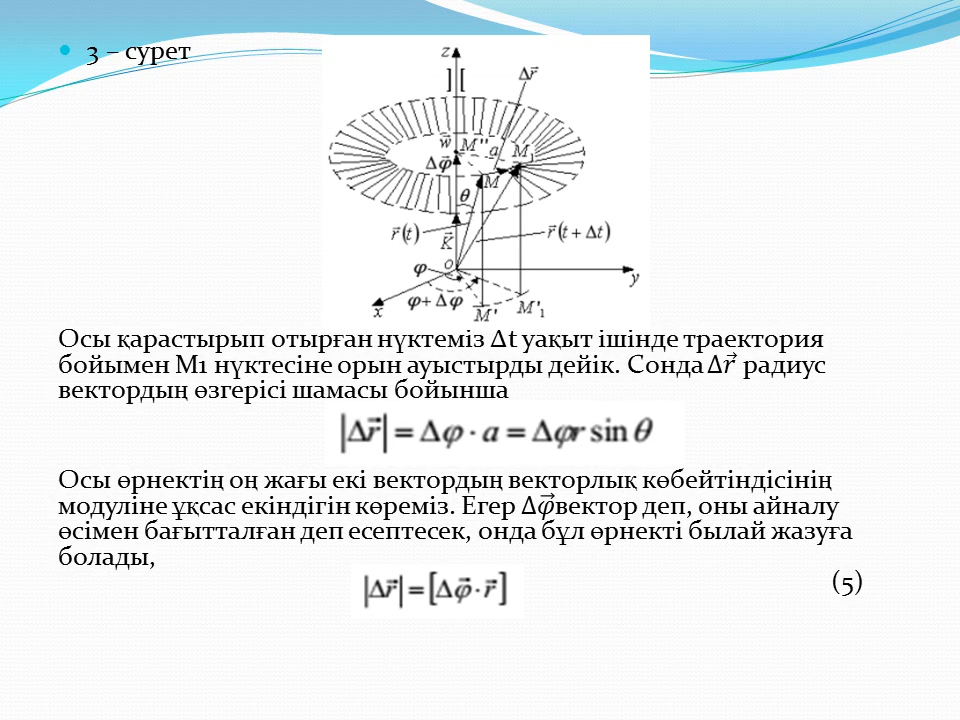 3 – сурет
z
] [
Δr⃗
w⃗ M'' a M₁
Δφ⃗
M
θ
r⃗(t) K⃗ r⃗(t + Δt)
φ O
y
φ+ Δφ
x M' M'₁
Осы қарастырып отырған нүктеміз Δt уақыт ішінде траектория
бойымен М1 нүктесіне орын ауыстырды дейік. Сонда Δr⃗ радиус
вектордың өзгерісі шамасы бойынша
|Δr⃗| = Δφ · a = Δφr sin θ
Осы өрнектің оң жағы екі вектордың векторлық көбейтіндісінің
модуліне ұқсас екіндігін көреміз. Егер Δφ⃗вектор деп, оны айналу
өсімен бағытталған деп есептесек, онда бұл өрнекті былай жазуға
болады,
(5)
|Δr⃗| = [Δφ⃗ · r⃗]